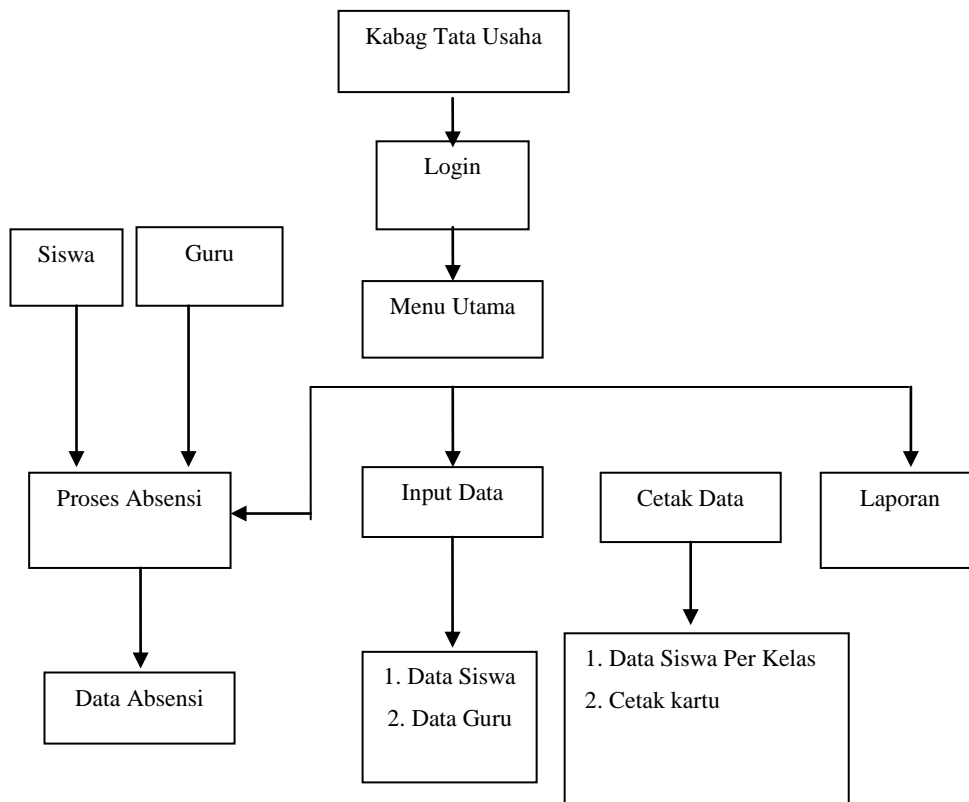 Kabag Tata Usaha
Login
Siswa
Guru
Menu Utama
Proses Absensi
Input Data
Cetak Data
Laporan
1. Data Siswa
2. Data Guru
1. Data Siswa Per Kelas
2. Cetak kartu
Data Absensi